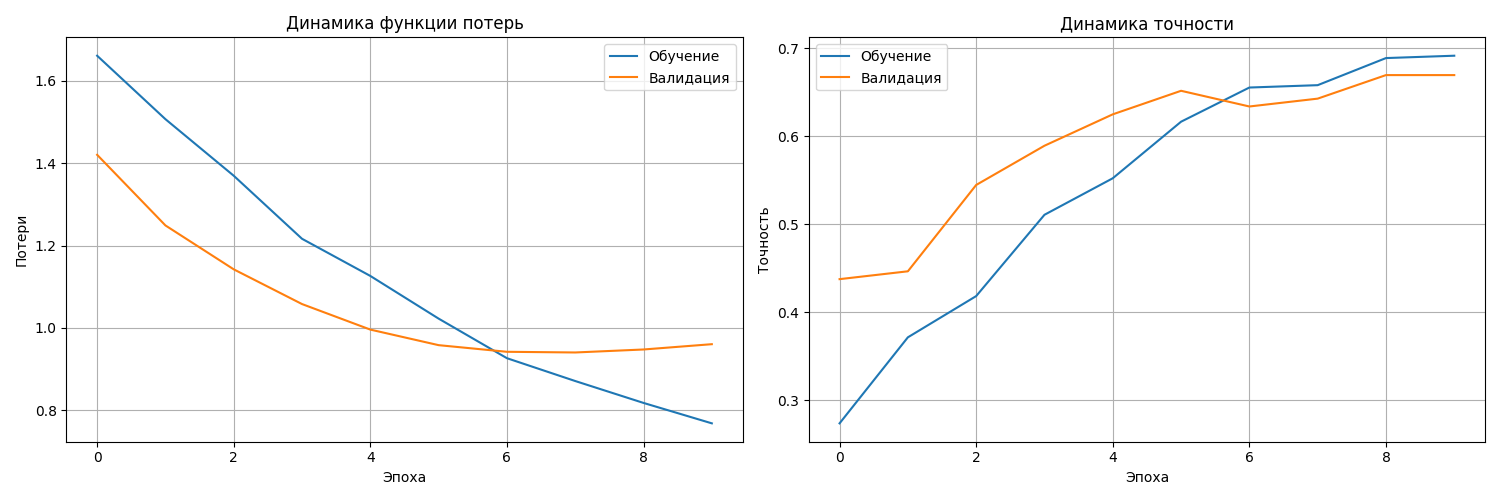 Динамика функции потерь
Обучение
Валидация
1.6
1.4
1.2
1.0
0.8
Потери
0
2
4
6
8
Эпоха
Динамика точности
Обучение
Валидация
0.7
0.6
0.5
0.4
0.3
Точность
0
2
4
6
8
Эпоха